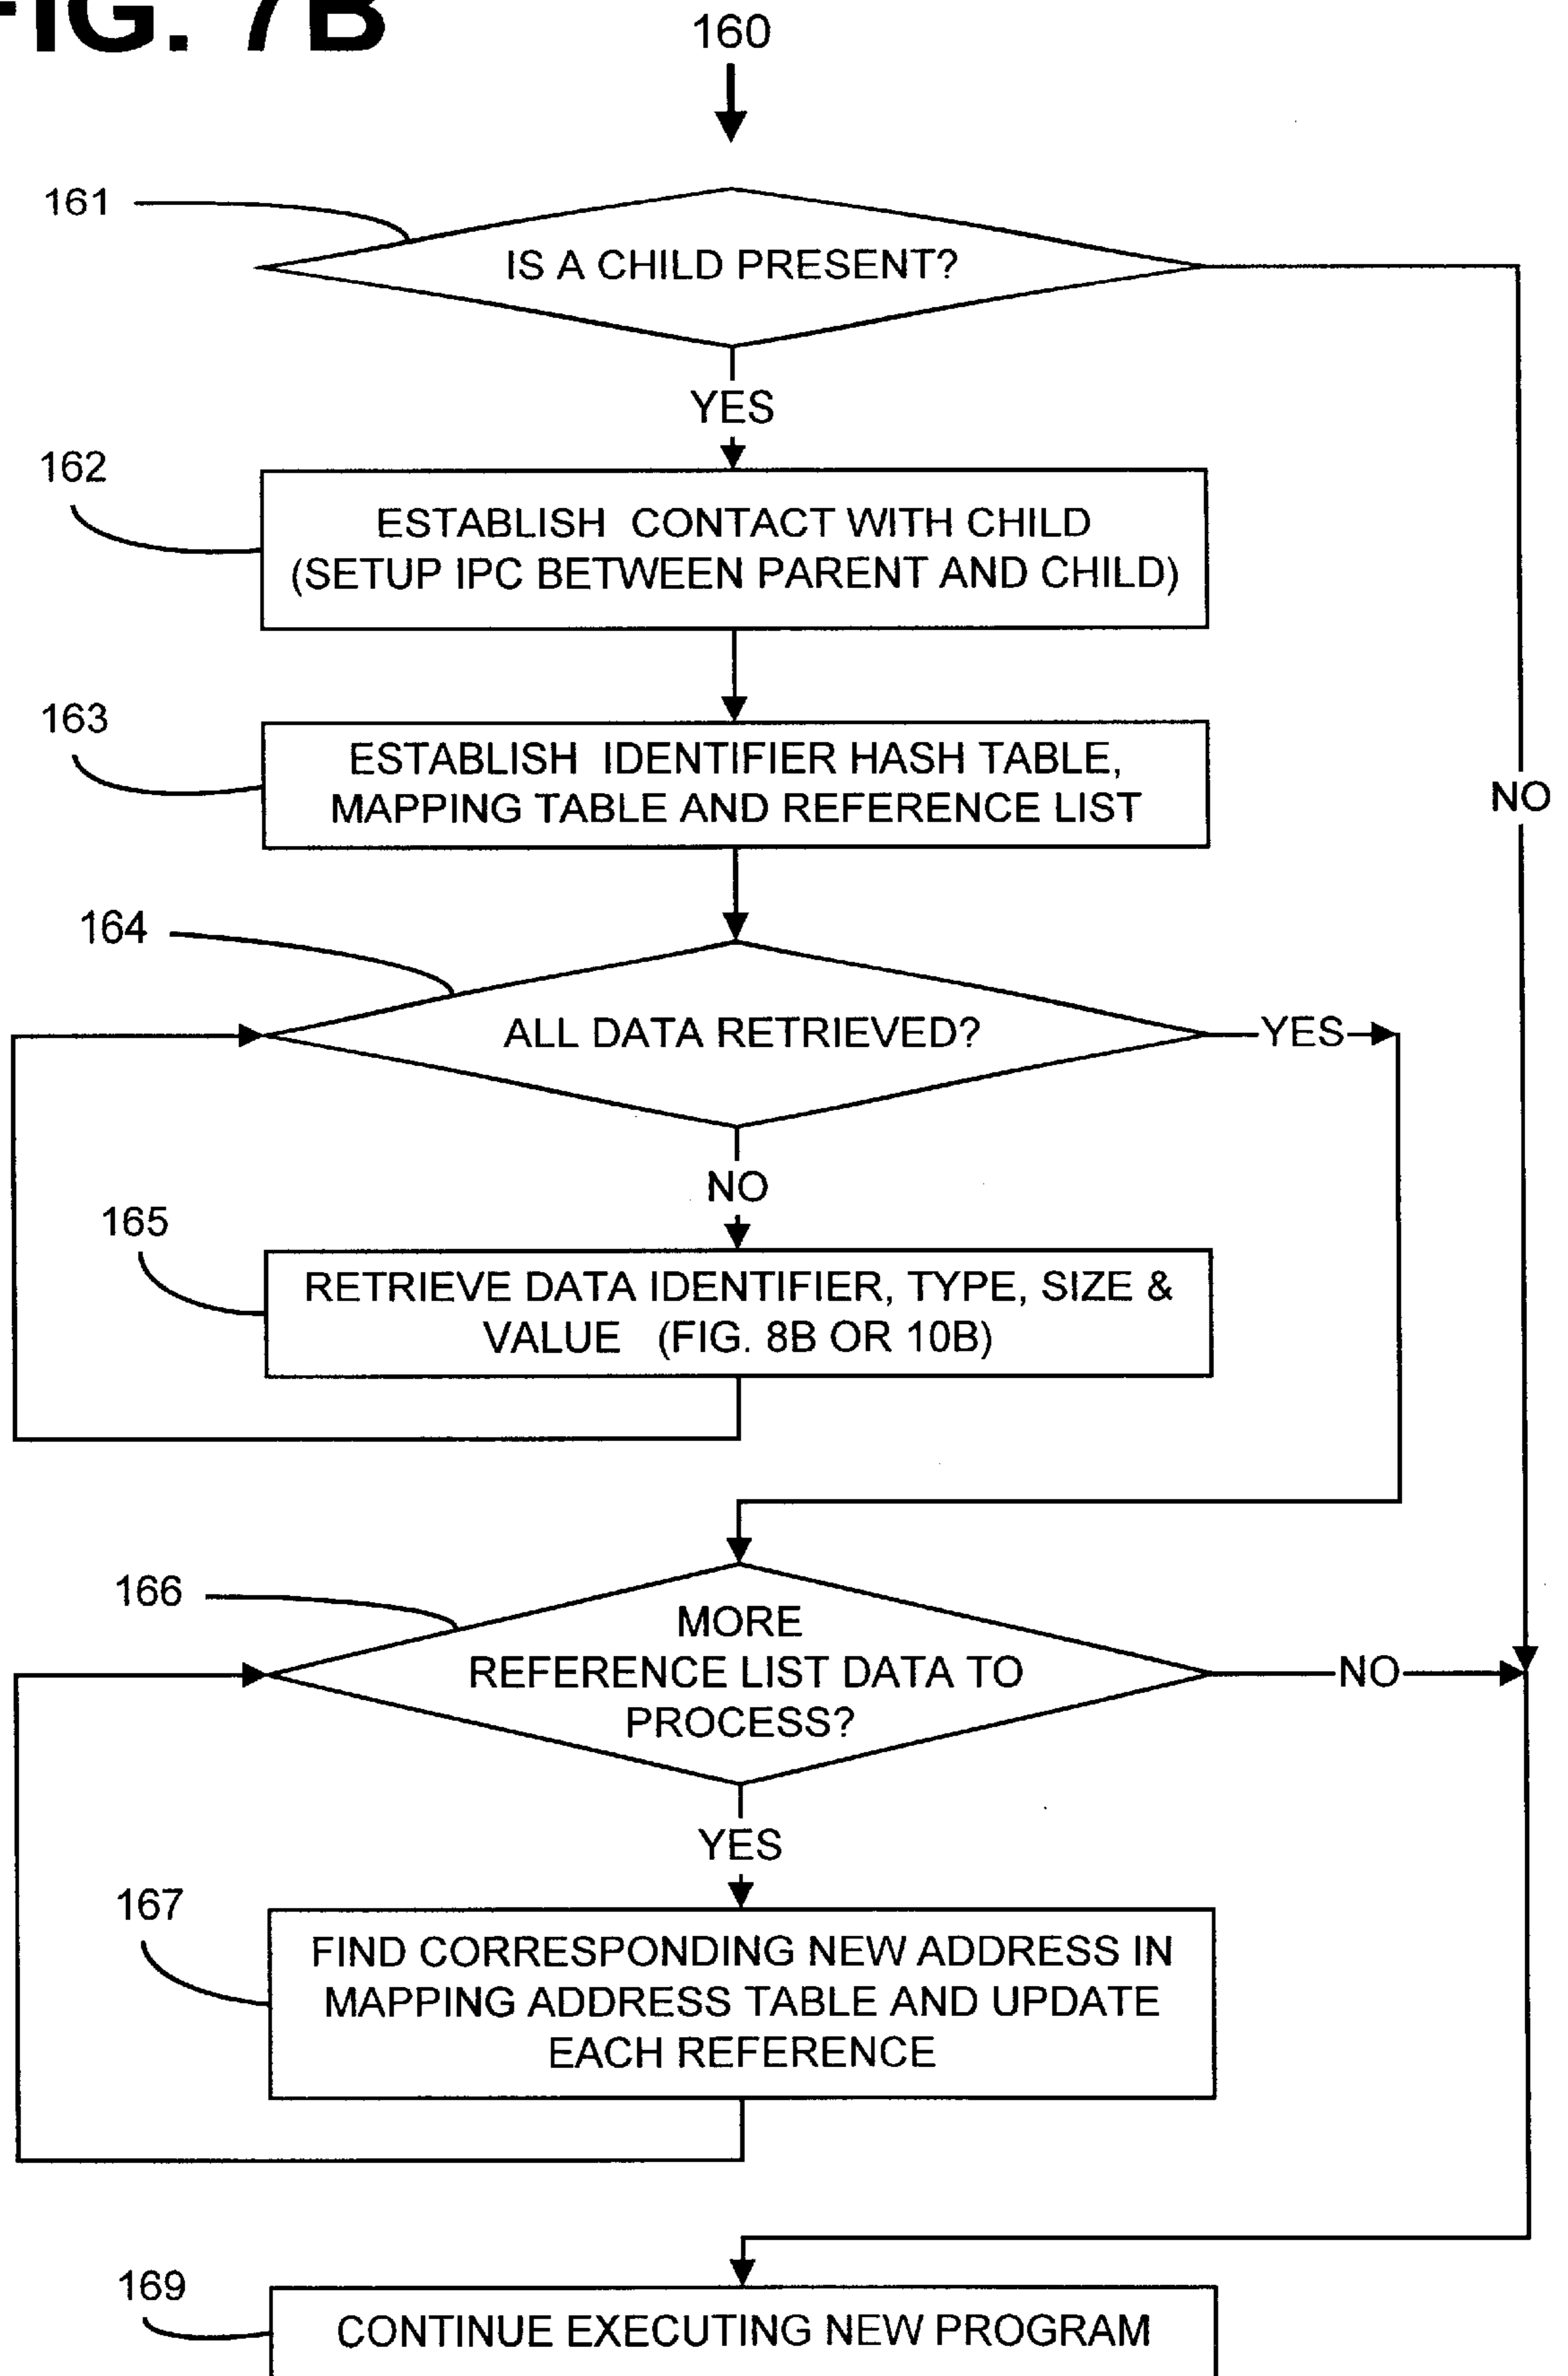 FIG. 7B
160
161
IS A CHILD PRESENT?
YES
162
ESTABLISH CONTACT WITH CHILD
(SETUP IPC BETWEEN PARENT AND CHILD)
163
ESTABLISH IDENTIFIER HASH TABLE,
MAPPING TABLE AND REFERENCE LIST
NO
164
ALL DATA RETRIEVED?
YES
NO
165
RETRIEVE DATA IDENTIFIER, TYPE, SIZE &
VALUE (FIG. 8B OR 10B)
166
MORE
REFERENCE LIST DATA TO
PROCESS?
NO
YES
167
FIND CORRESPONDING NEW ADDRESS IN
MAPPING ADDRESS TABLE AND UPDATE
EACH REFERENCE
169
CONTINUE EXECUTING NEW PROGRAM